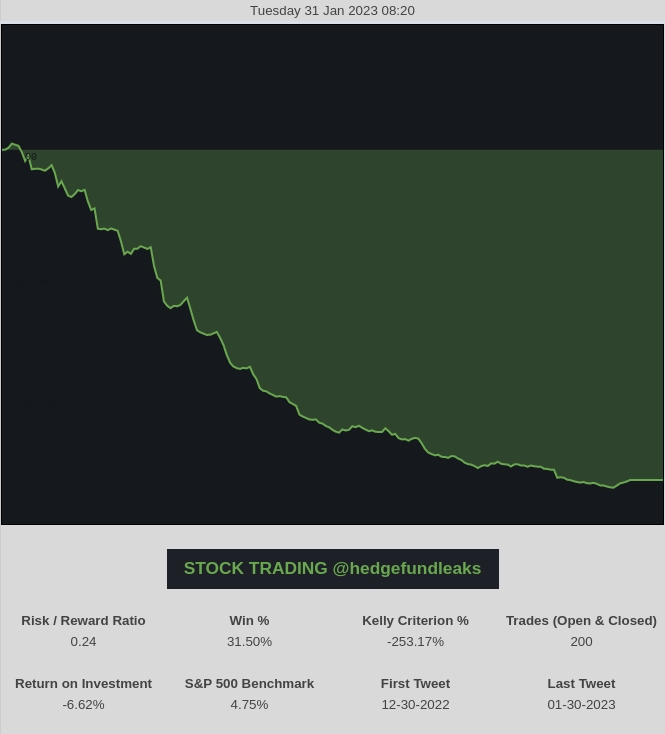 Tuesday 31 Jan 2023 08:20
STOCK TRADING @hedgefundleaks
Risk / Reward Ratio Win % Kelly Criterion % Trades (Open & Closed)
0.24 31.50% -253.17% 200
Return on Investment S&P 500 Benchmark First Tweet Last Tweet
-6.62% 4.75% 12-30-2022 01-30-2023